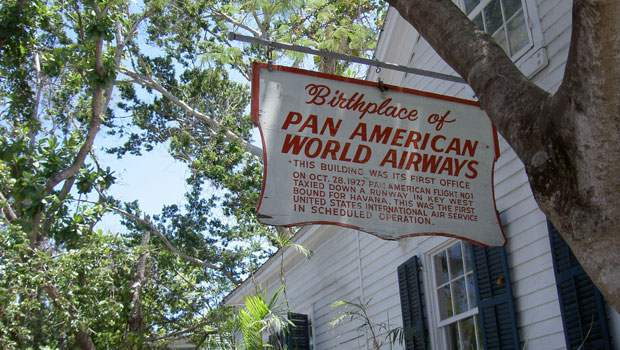 Birthplace of
PAN AMERICAN
WORLD AIRWAYS
THIS BUILDING WAS ITS FIRST OFFICE
ON OCT. 28, 1927 PAN AMERICAN FLIGHT NO1
TAXIED DOWN A RUNWAY IN KEY WEST
BOUND FOR HAVANA, THIS WAS THE FIRST
UNITED STATES INTERNATIONAL AIR SERVICE
IN SCHEDULED OPERATION.